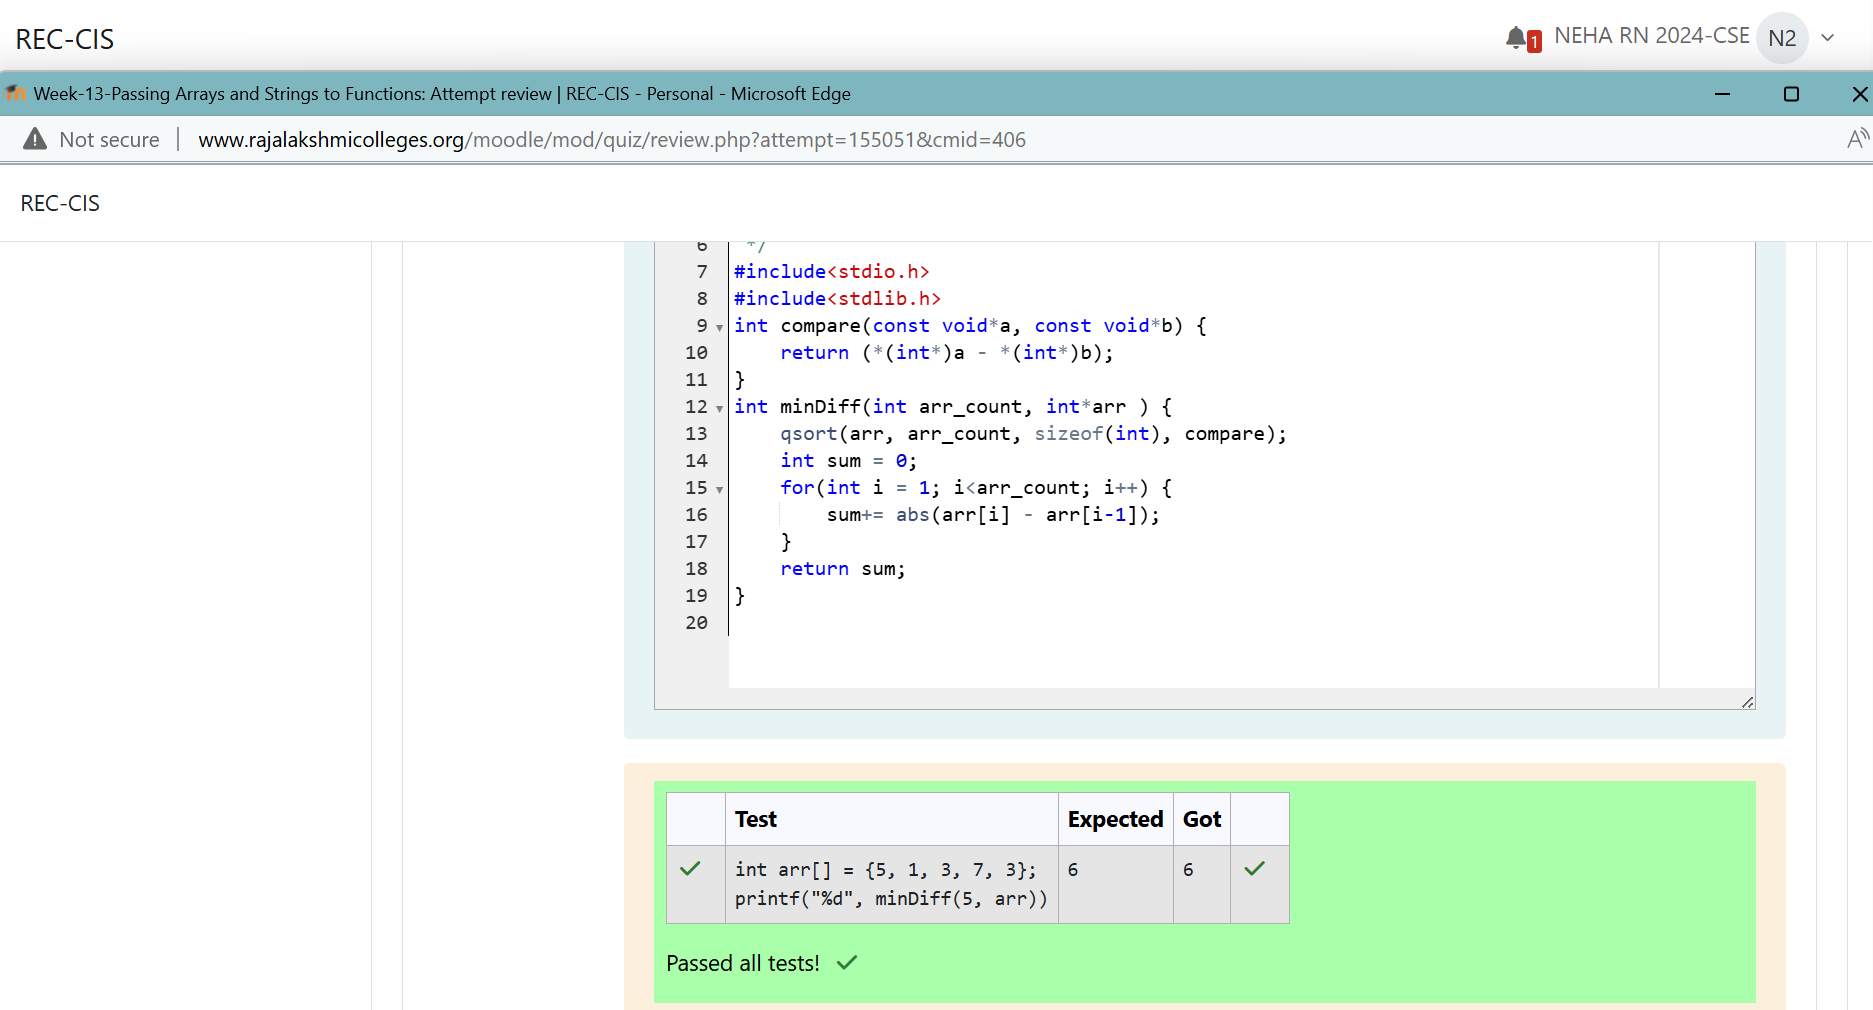 REC-CIS
1 NEHA RN 2024-CSE N2
Week-13-Passing Arrays and Strings to Functions: Attempt review | REC-CIS - Personal - Microsoft Edge
Not secure www.rajalakshmicolleges.org/moodle/mod/quiz/review.php?attempt=155051&cmid=406
REC-CIS
6 */
7 #include<stdio.h>
8 #include<stdlib.h>
9 int compare(const void*a, const void*b) {
10 return (*(int*)a - *(int*)b);
11 }
12 int minDiff(int arr_count, int*arr ) {
13 qsort(arr, arr_count, sizeof(int), compare);
14 int sum = 0;
15 for(int i = 1; i<arr_count; i++) {
16 sum+= abs(arr[i] - arr[i-1]);
17 }
18 return sum;
19 }
20
Test Expected Got
int arr[] = {5, 1, 3, 7, 3}; 6 6
printf("%d", minDiff(5, arr))
Passed all tests!